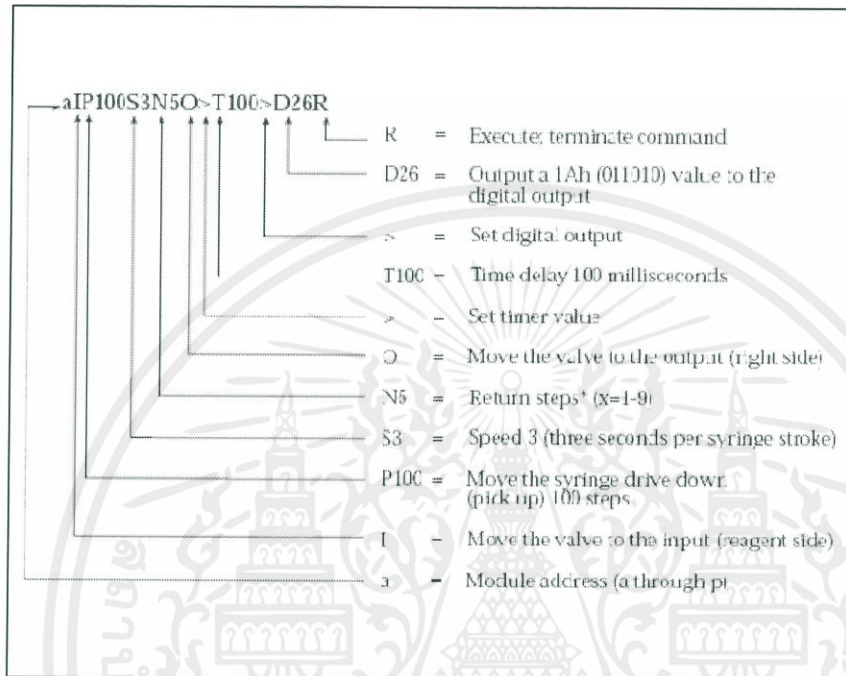 aIP100S3N5O>T100>D26R
R = Execute; terminate command
D26 = Output a 1Ah (011010) value to the
digital output
> = Set digital output
T100 - Time delay 100 millisceconds
> - Set timer value
O = Move the valve to the output (right side)
N5 = Return steps* (x=1-9)
S3 = Speed 3 (three seconds per syringe stroke)
P100 = Move the syringe drive down
(pick up) 100 steps
I - Move the valve to the input (reagent side)
a - Module address (a through p)